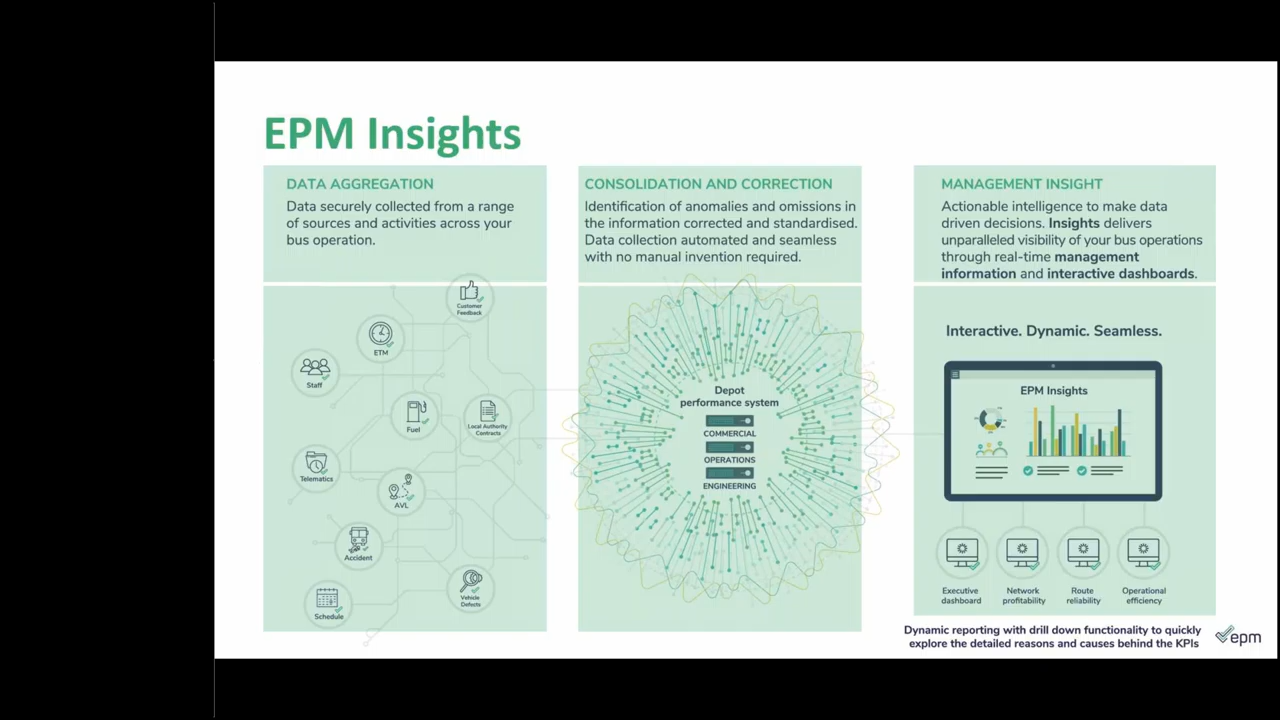 EPM Insights
DATA AGGREGATION
Data securely collected from a range
of sources and activities across your
bus operation.
Customer
Feedback
ETM
Staff
Fuel
Local Authority
Contracts
Telematics
AVL
Accident
Vehicle
Defects
Schedule
CONSOLIDATION AND CORRECTION
Identification of anomalies and omissions in
the information corrected and standardised.
Data collection automated and seamless
with no manual invention required.
Depot
performance system
COMMERCIAL
OPERATIONS
ENGINEERING
MANAGEMENT INSIGHT
Actionable intelligence to make data
driven decisions. Insights delivers
unparalleled visibility of your bus operations
through real-time management
information and interactive dashboards.
Interactive. Dynamic. Seamless.
EPM Insights
Executive
dashboard
Network
profitability
Route
reliability
Operational
efficiency
Dynamic reporting with drill down functionality to quickly
explore the detailed reasons and causes behind the KPIs
epm